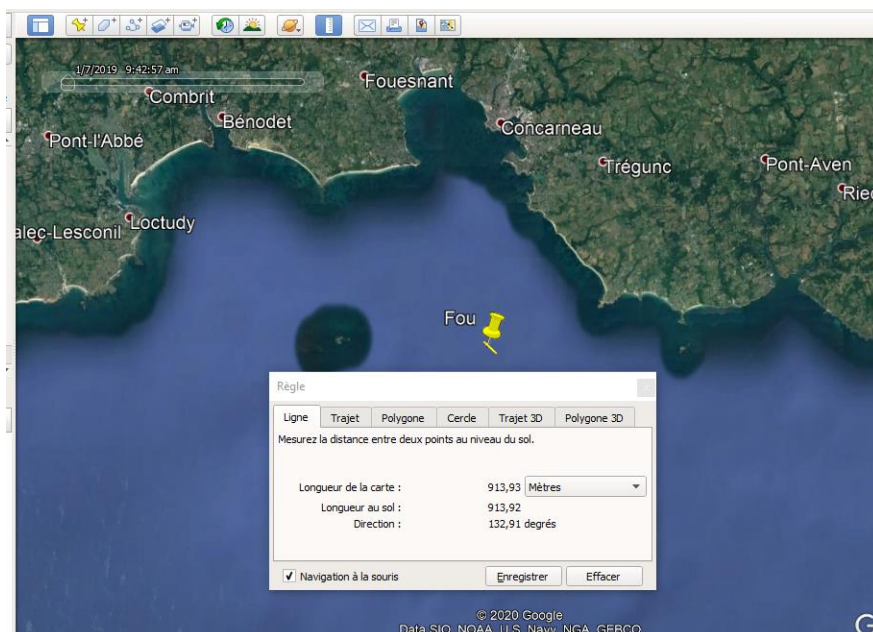 1/7/2019 9:42:57 am
Fouesnant
Combrit
Bénodet
Concarneau
Pont-l'Abbé
Trégunc
Pont-Aven
Riec
Loctudy
alec-Lesconil
Fou
Règle
Ligne Trajet Polygone Cercle Trajet 3D Polygone 3D
Mesurez la distance entre deux points au niveau du sol.
Longueur de la carte : 913,93 Mètres
Longueur au sol : 913,92
Direction : 132,91 degrés
Navigation à la souris Enregistrer Effacer
© 2020 Google
Data SIO, NOAA, U.S. Navy, NGA, GEBCO